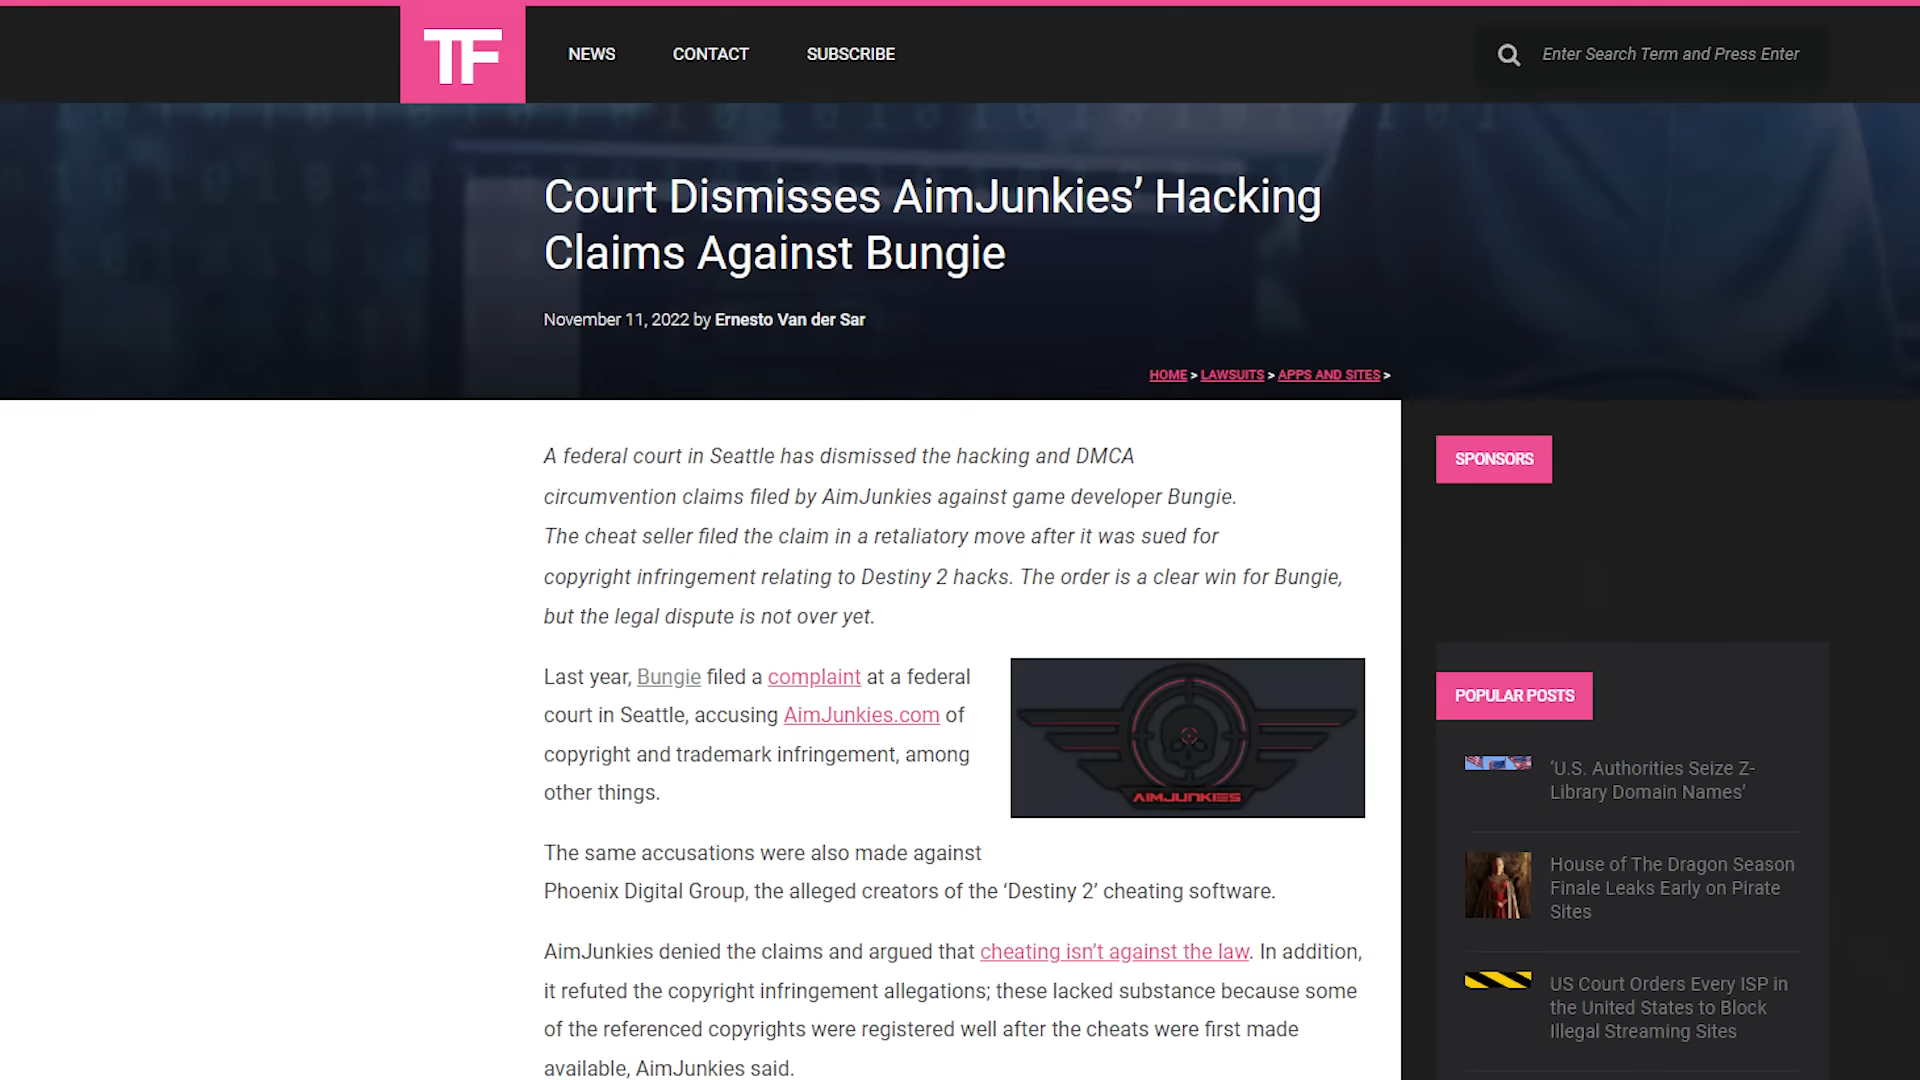 TF
NEWS
CONTACT
SUBSCRIBE
Enter Search Term and Press Enter
Court Dismisses AimJunkies’ Hacking
Claims Against Bungie
November 11, 2022 by Ernesto Van der Sar
HOME > LAWSUITS > APPS AND SITES >
A federal court in Seattle has dismissed the hacking and DMCA
circumvention claims filed by AimJunkies against game developer Bungie.
The cheat seller filed the claim in a retaliatory move after it was sued for
copyright infringement relating to Destiny 2 hacks. The order is a clear win for Bungie,
but the legal dispute is not over yet.
Last year, Bungie filed a complaint at a federal
court in Seattle, accusing AimJunkies.com of
copyright and trademark infringement, among
other things.
AIMJUNKIES
The same accusations were also made against
Phoenix Digital Group, the alleged creators of the ‘Destiny 2’ cheating software.
AimJunkies denied the claims and argued that cheating isn’t against the law. In addition,
it refuted the copyright infringement allegations; these lacked substance because some
of the referenced copyrights were registered well after the cheats were first made
available, AimJunkies said.
SPONSORS
POPULAR POSTS
‘U.S. Authorities Seize Z-
Library Domain Names’
House of The Dragon Season
Finale Leaks Early on Pirate
Sites
US Court Orders Every ISP in
the United States to Block
Illegal Streaming Sites